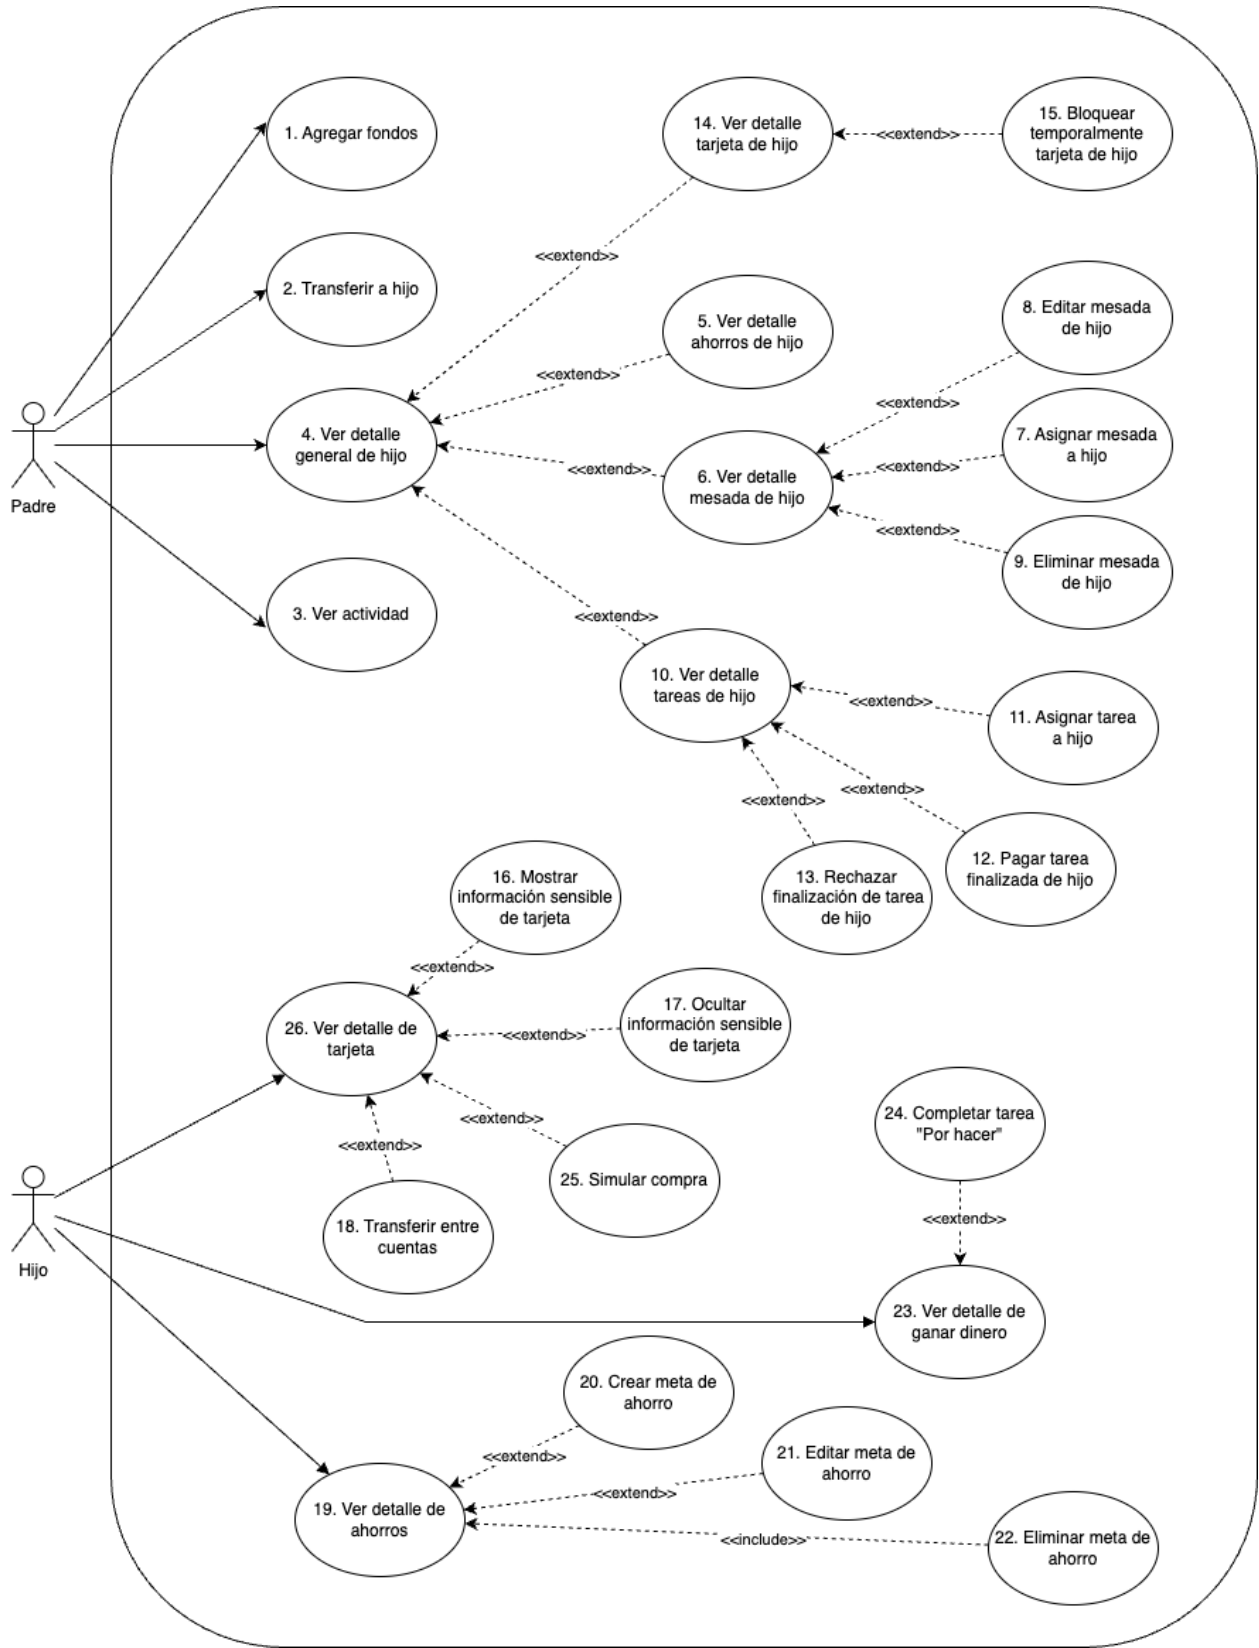 1. Agregar fondos
14. Ver detalle
tarjeta de hijo
<<extend>>
15. Bloquear
temporalmente
tarjeta de hijo
<<extend>>
2. Transferir a hijo
5. Ver detalle
ahorros de hijo
8. Editar mesada
de hijo
<<extend>>
<<extend>>
Padre
4. Ver detalle
general de hijo
<<extend>>
6. Ver detalle
mesada de hijo
<<extend>>
7. Asignar mesada
a hijo
<<extend>>
9. Eliminar mesada
de hijo
3. Ver actividad
<<extend>>
10. Ver detalle
tareas de hijo
<<extend>>
11. Asignar tarea
a hijo
<<extend>>
<<extend>>
12. Pagar tarea
finalizada de hijo
13. Rechazar
finalización de tarea
de hijo
16. Mostrar
información sensible
de tarjeta
<<extend>>
26. Ver detalle de
tarjeta
<<extend>>
17. Ocultar
información sensible
de tarjeta
<<extend>>
<<extend>>
24. Completar tarea
"Por hacer"
25. Simular compra
18. Transferir entre
cuentas
Hijo
<<extend>>
23. Ver detalle de
ganar dinero
20. Crear meta de
ahorro
<<extend>>
21. Editar meta de
ahorro
<<extend>>
19. Ver detalle de
ahorros
<<include>>
22. Eliminar meta de
ahorro